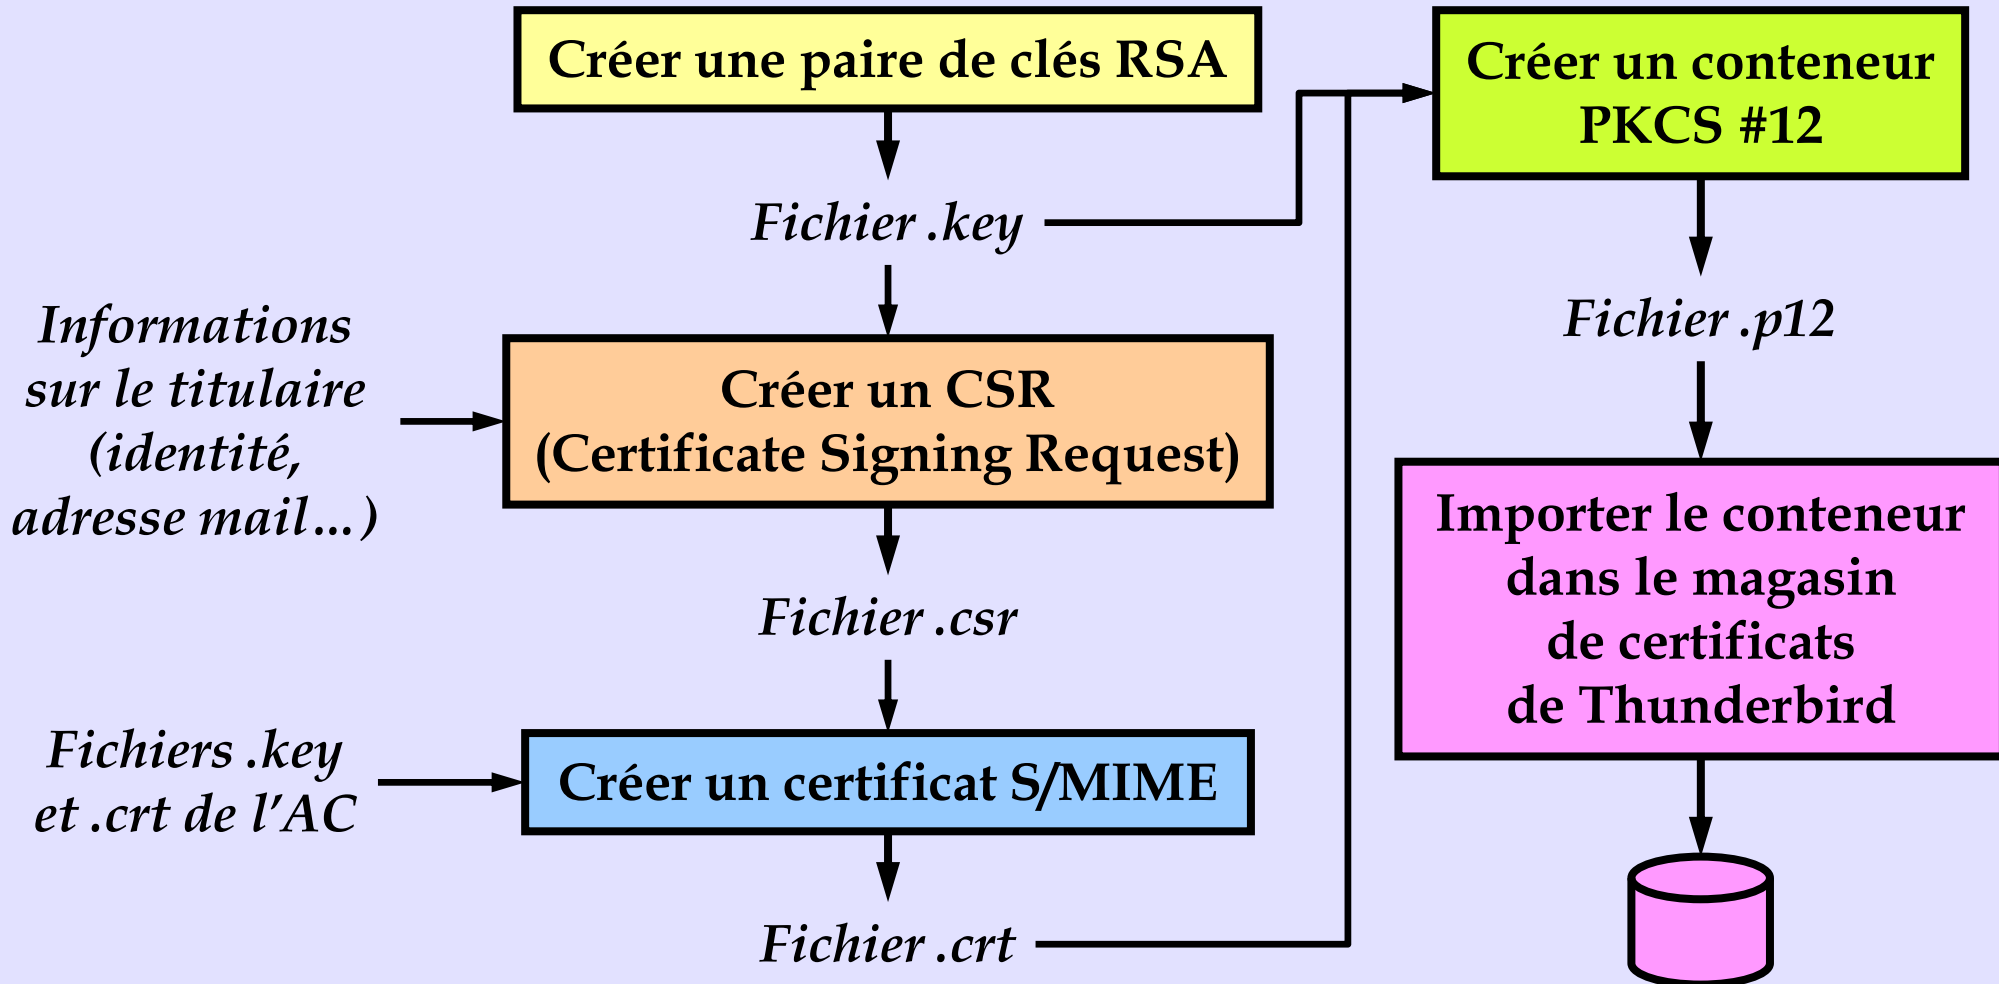 Créer une paire de clés RSA
Fichier .key
Informations
sur le titulaire
(identité,
adresse mail…)
Créer un CSR
(Certificate Signing Request)
Fichier .csr
Fichiers .key
et .crt de l’AC
Créer un certificat S/MIME
Fichier .crt
Créer un conteneur
PKCS #12
Fichier .p12
Importer le conteneur
dans le magasin
de certificats
de Thunderbird